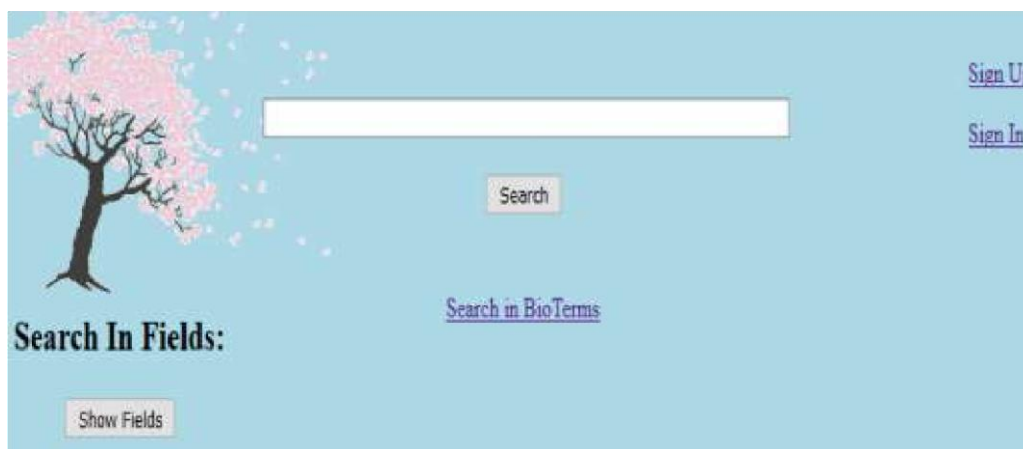 Sign U
Sign In
Search
Search in BioTerms
Search In Fields:
Show Fields